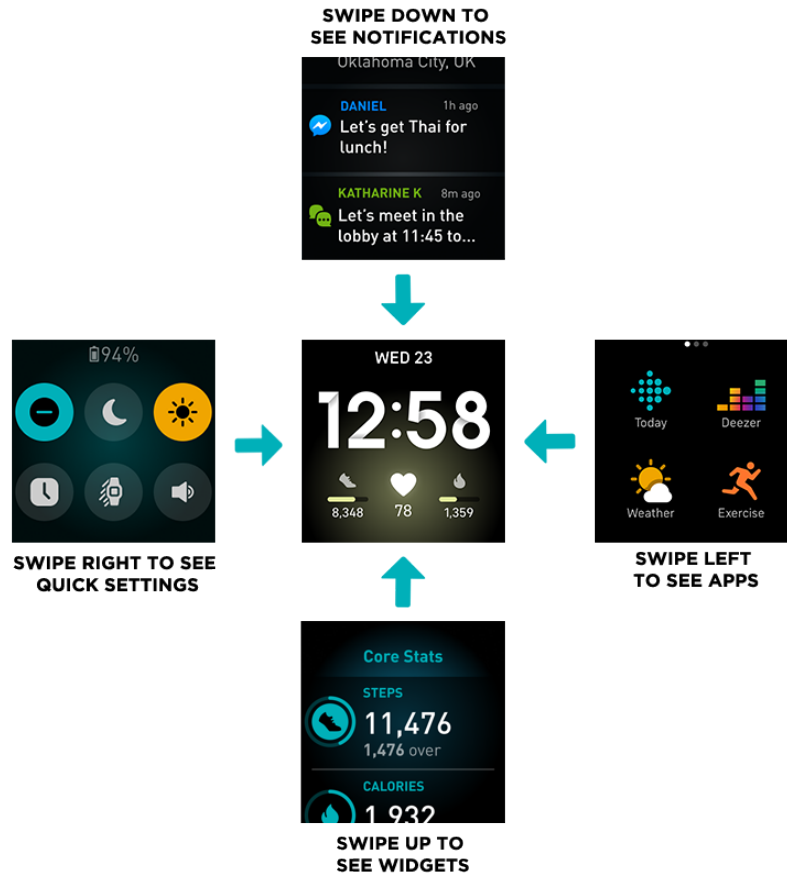 SWIPE DOWN TO
SEE NOTIFICATIONS
Oklahoma City, OK
DANIEL 1h ago
Let's get Thai for
lunch!
KATHARINE K 8m ago
Let's meet in the
lobby at 11:45 to...
94%
SWIPE RIGHT TO SEE
QUICK SETTINGS
WED 23
12:58
8,348 78 1,359
Today Deezer
Weather Exercise
SWIPE LEFT
TO SEE APPS
Core Stats
STEPS
11,476
1,476 over
CALORIES
1,932
SWIPE UP TO
SEE WIDGETS